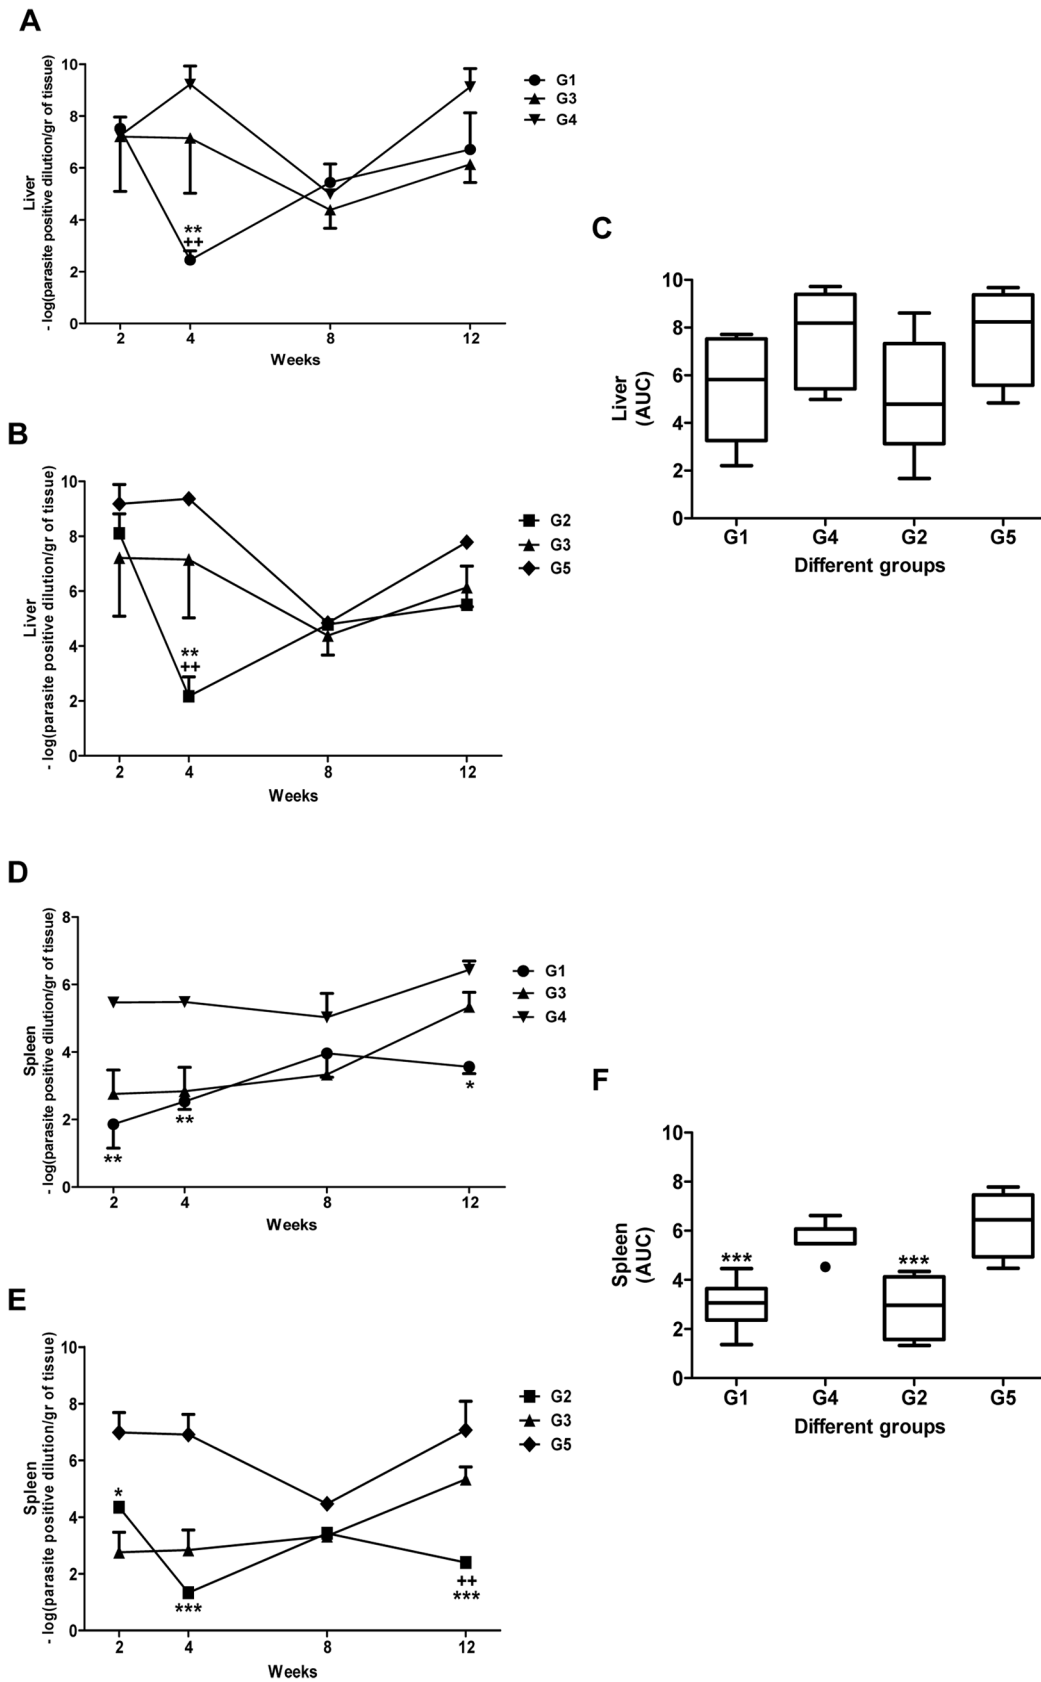 A
Liver
- log(parasite positive dilution/gr of tissue)
10
8
6
4
2
0
**
++
2
4
8
12
Weeks
G1
G3
G4
B
Liver
- log(parasite positive dilution/gr of tissue)
10
8
6
4
2
0
**
++
2
4
8
12
Weeks
G2
G3
G5
C
Liver
(AUC)
10
8
6
4
2
0
G1
G4
G2
G5
Different groups
D
Spleen
- log(parasite positive dilution/gr of tissue)
8
6
4
2
0
**
**
*
2
4
8
12
Weeks
G1
G3
G4
E
Spleen
- log(parasite positive dilution/gr of tissue)
10
8
6
4
2
0
*
***
++
***
2
4
8
12
Weeks
G2
G3
G5
F
Spleen
(AUC)
10
8
6
4
2
0
***
***
G1
G4
G2
G5
Different groups